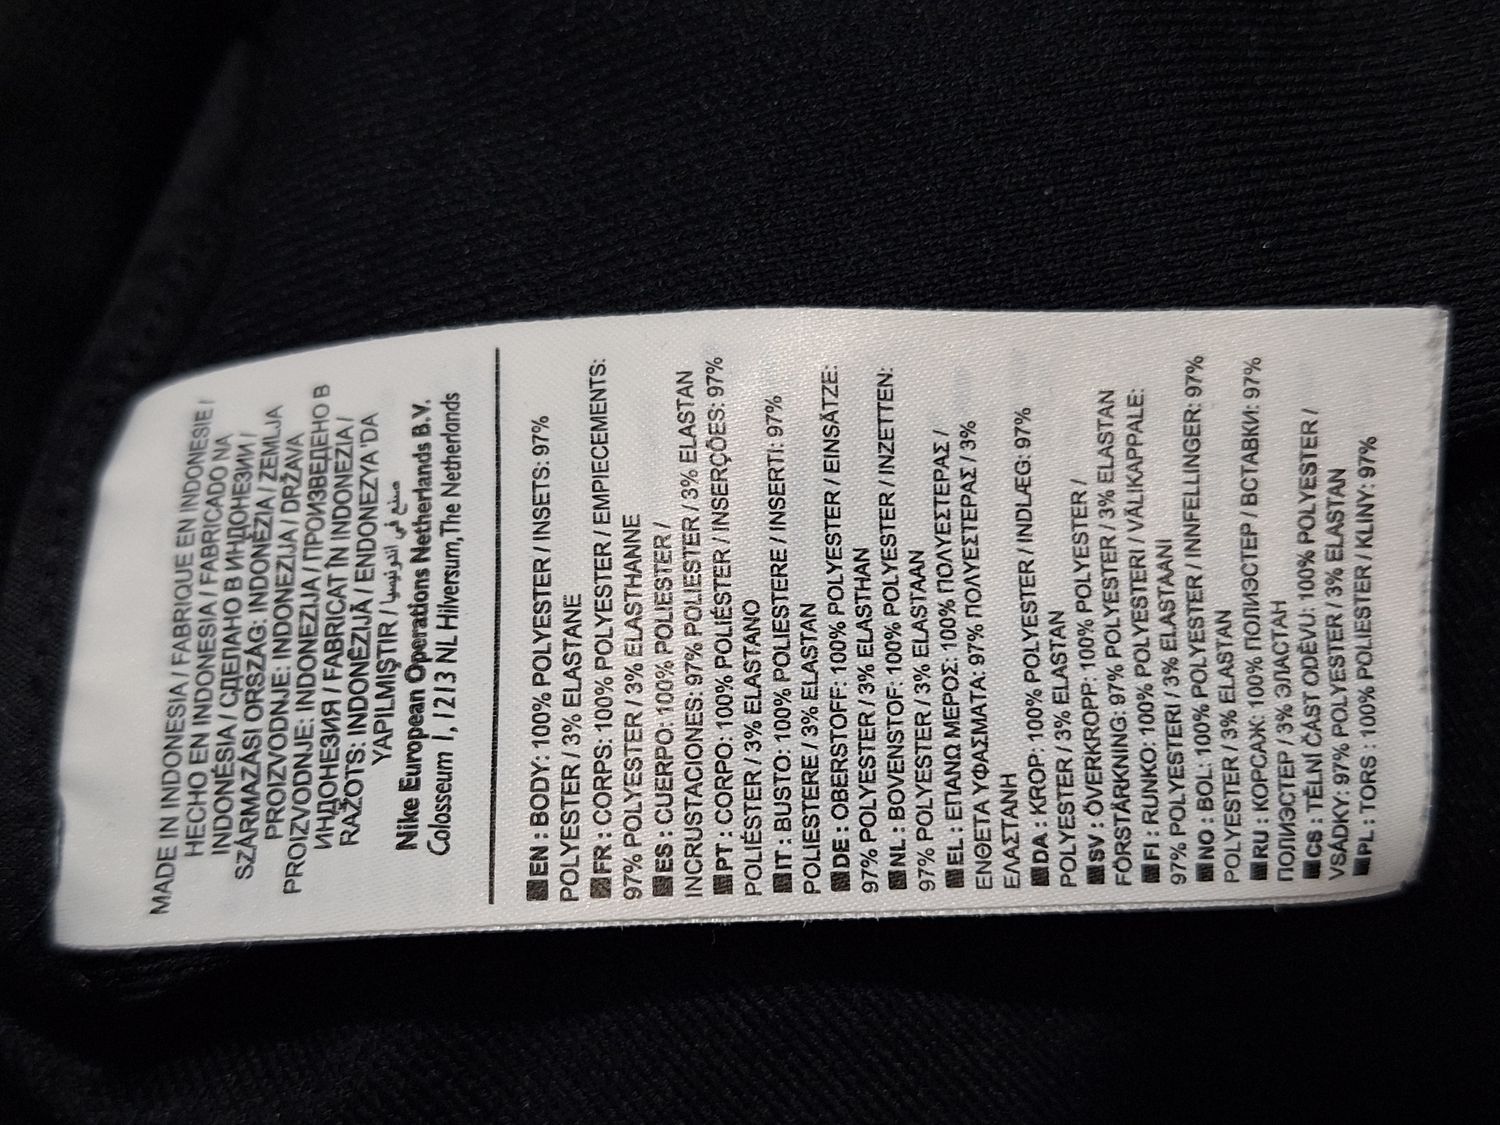 MADE IN INDONESIA / FABRIQUE EN INDONESIE /
HECHO EN INDONESIA / FABRICADO NA
INDONÉSIA / СДЕЛАНО В ИНДОНЕЗИИ /
SZÁRMAZÁSI ORSZÁG: INDONÉZIA / ZEMLJA
PROIZVODNJE: INDONEZIJA / DRŽAVA
PROIZVODNJE: INDONEZIJA / ПРОИЗВЕДЕНО В
ИНДОНЕЗИЯ / FABRICAT ÎN INDONEZIA /
RAŽOTS: INDONĒZIJĀ / ENDONEZYA 'DA
YAPILMIŞTIR / صنع في اندونيسيا
Nike European Operations Netherlands B.V.
Colosseum 1, 1213 NL Hilversum, The Netherlands
EN : BODY: 100% POLYESTER / INSETS: 97%
POLYESTER / 3% ELASTANE
FR : CORPS: 100% POLYESTER / EMPIECEMENTS:
97% POLYESTER / 3% ELASTHANNE
ES : CUERPO: 100% POLIESTER /
INCRUSTACIONES: 97% POLIESTER / 3% ELASTAN
PT : CORPO: 100% POLIÉSTER / INSERÇÕES: 97%
POLIÉSTER / 3% ELASTANO
IT : BUSTO: 100% POLIESTERE / INSERTI: 97%
POLIESTERE / 3% ELASTAN
DE : OBERSTOFF: 100% POLYESTER / EINSÄTZE:
97% POLYESTER / 3% ELASTHAN
NL : BOVENSTOF: 100% POLYESTER / INZETTEN:
97% POLYESTER / 3% ELASTAAN
EL : ΕΠΑΝΩ ΜΕΡΟΣ: 100% ΠΟΛΥΕΣΤΕΡΑΣ /
ΕΝΘΕΤΑ ΥΦΑΣΜΑΤΑ: 97% ΠΟΛΥΕΣΤΕΡΑΣ / 3%
ΕΛΑΣΤΑΝΗ
DA : KROP: 100% POLYESTER / INDLÆG: 97%
POLYESTER / 3% ELASTAN
SV : ÖVERKROPP: 100% POLYESTER /
FÖRSTÄRKNING: 97% POLYESTER / 3% ELASTAN
FI : RUNKO: 100% POLYESTERI / VÄLIKAPPALE:
97% POLYESTERI / 3% ELASTAANI
NO : BOL: 100% POLYESTER / INNFELLINGER: 97%
POLYESTER / 3% ELASTAN
RU : КОРСАЖ: 100% ПОЛИЭСТЕР / ВСТАВКИ: 97%
ПОЛИЭСТЕР / 3% ЭЛАСТАН
CS : TĚLNÍ ČÁST ODĚVU: 100% POLYESTER /
VSADKY: 97% POLYESTER / 3% ELASTAN
PL : TORS : 100% POLIESTER / KLINY: 97%